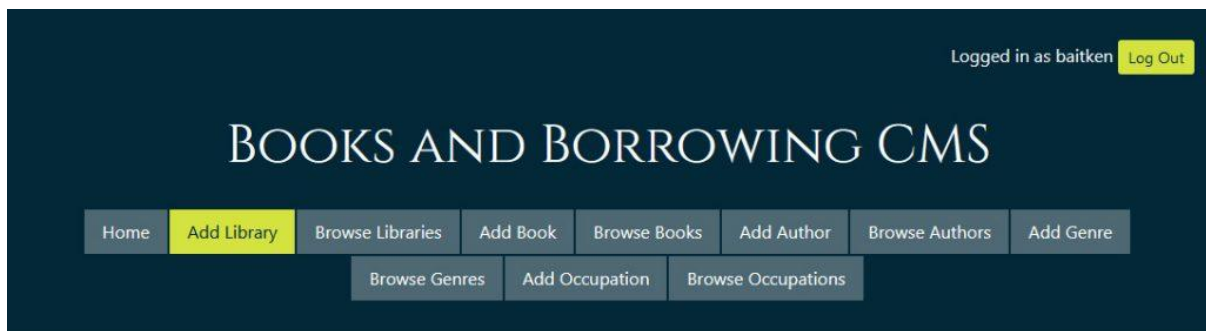 Logged in as baitken Log Out
BOOKS AND BORROWING CMS
Home Add Library Browse Libraries Add Book Browse Books Add Author Browse Authors Add Genre
Browse Genres Add Occupation Browse Occupations